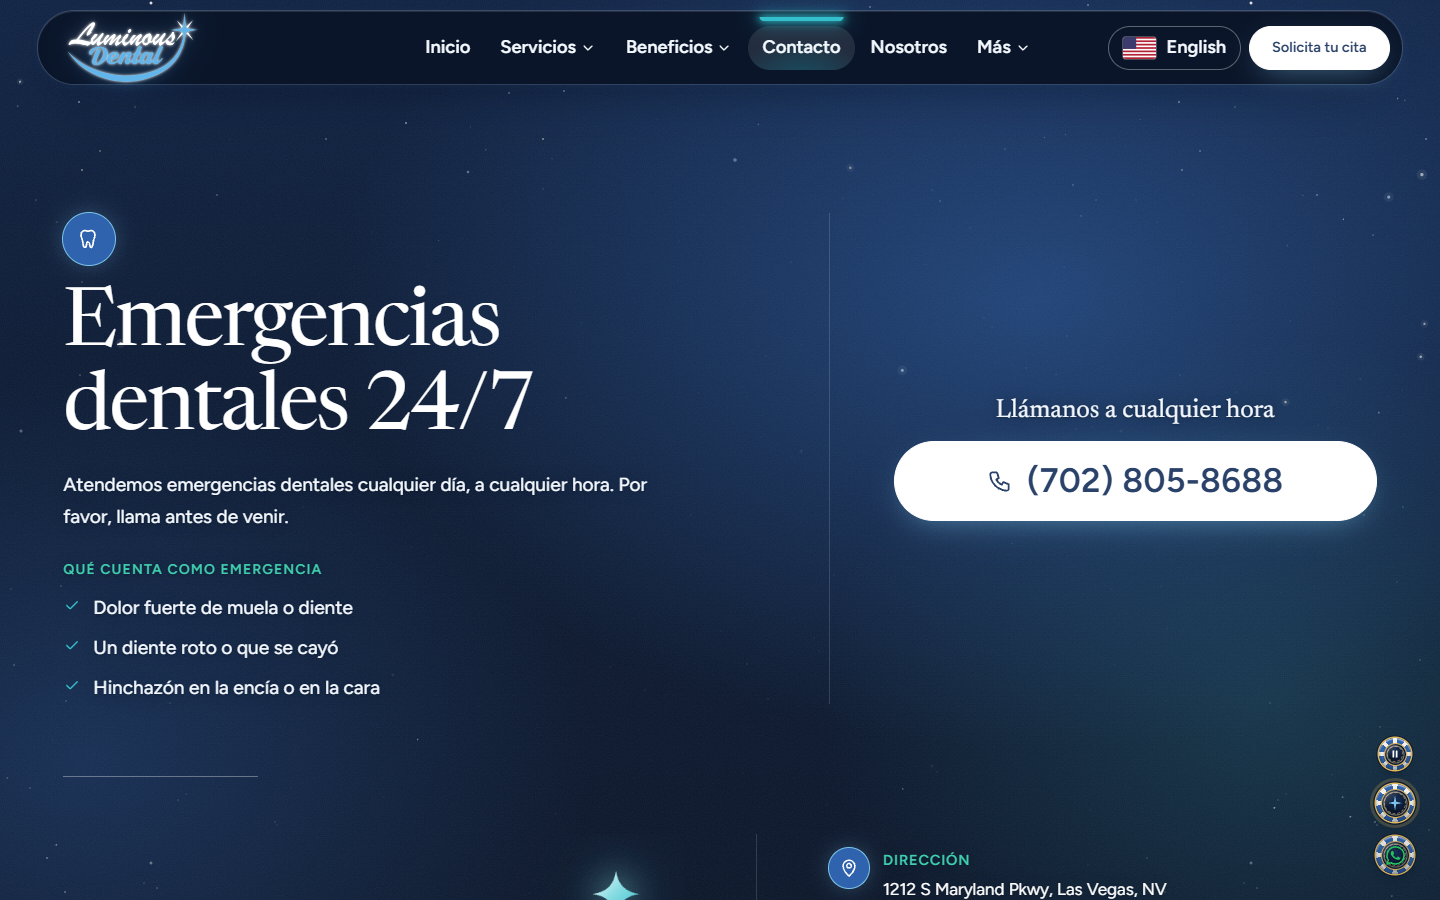 Luminous
Dental
Inicio
Servicios
Beneficios
Contacto
Nosotros
Más
English
Solicita tu cita
Emergencias
dentales 24/7
Atendemos emergencias dentales cualquier día, a cualquier hora. Por
favor, llama antes de venir.
QUÉ CUENTA COMO EMERGENCIA
Dolor fuerte de muela o diente
Un diente roto o que se cayó
Hinchazón en la encía o en la cara
Llámanos a cualquier hora
(702) 805-8688
DIRECCIÓN
1212 S Maryland Pkwy, Las Vegas, NV